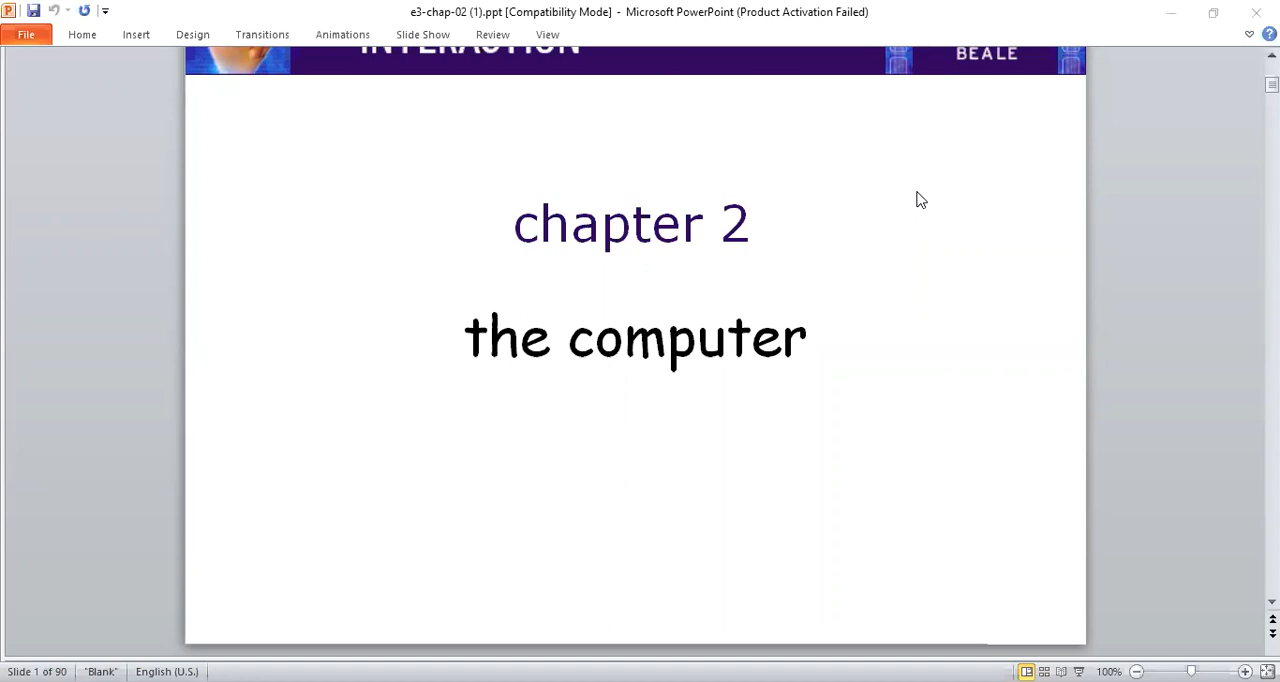 e3-chap-02 (1).ppt [Compatibility Mode] - Microsoft PowerPoint (Product Activation Failed)
File Home Insert Design Transitions Animations Slide Show Review View
INTERACTION
BEALE
chapter 2
the computer
Slide 1 of 90 "Blank" English (U.S.) 100%